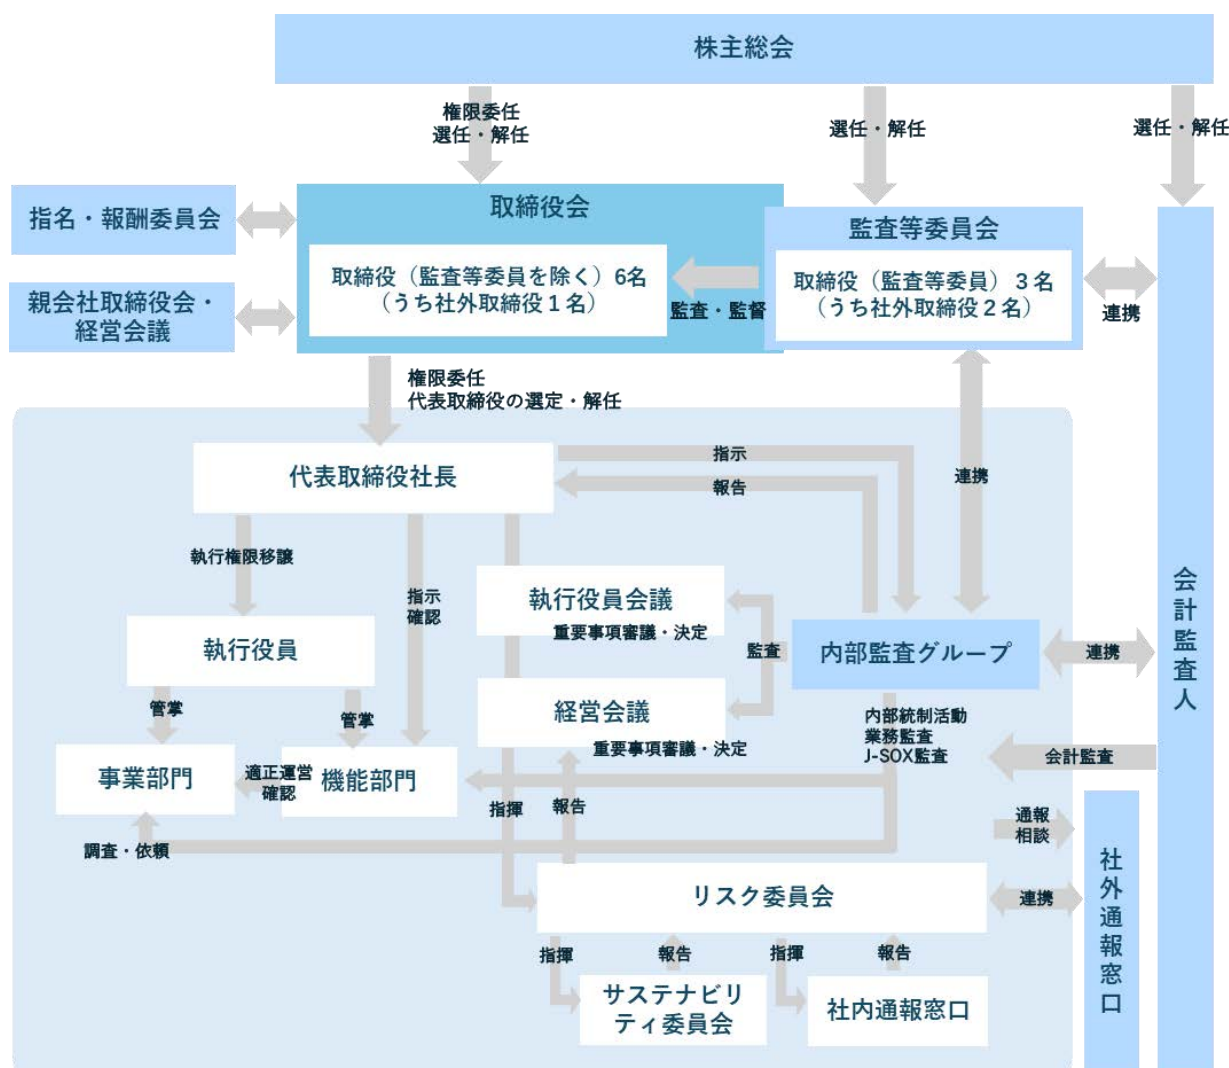 株主総会
権限委任
選任・解任
選任・解任
選任・解任
指名・報酬委員会
取締役会
取締役（監査等委員を除く）6名
（うち社外取締役１名）
監査・監督
監査等委員会
取締役（監査等委員）３名
（うち社外取締役２名）
連携
親会社取締役会・
経営会議
権限委任
代表取締役の選定・解任
代表取締役社長
指示
報告
連携
執行権限移譲
指示
確認
執行役員会議
重要事項審議・決定
監査
内部監査グループ
連携
会計監査人
執行役員
経営会議
重要事項審議・決定
管掌
管掌
内部統制活動
業務監査
J-SOX監査
会計監査
事業部門
適正運営
確認
機能部門
指揮
報告
通報
相談
調査・依頼
リスク委員会
連携
社外通報窓口
指揮
報告
指揮
報告
サステナビリ
ティ委員会
社内通報窓口